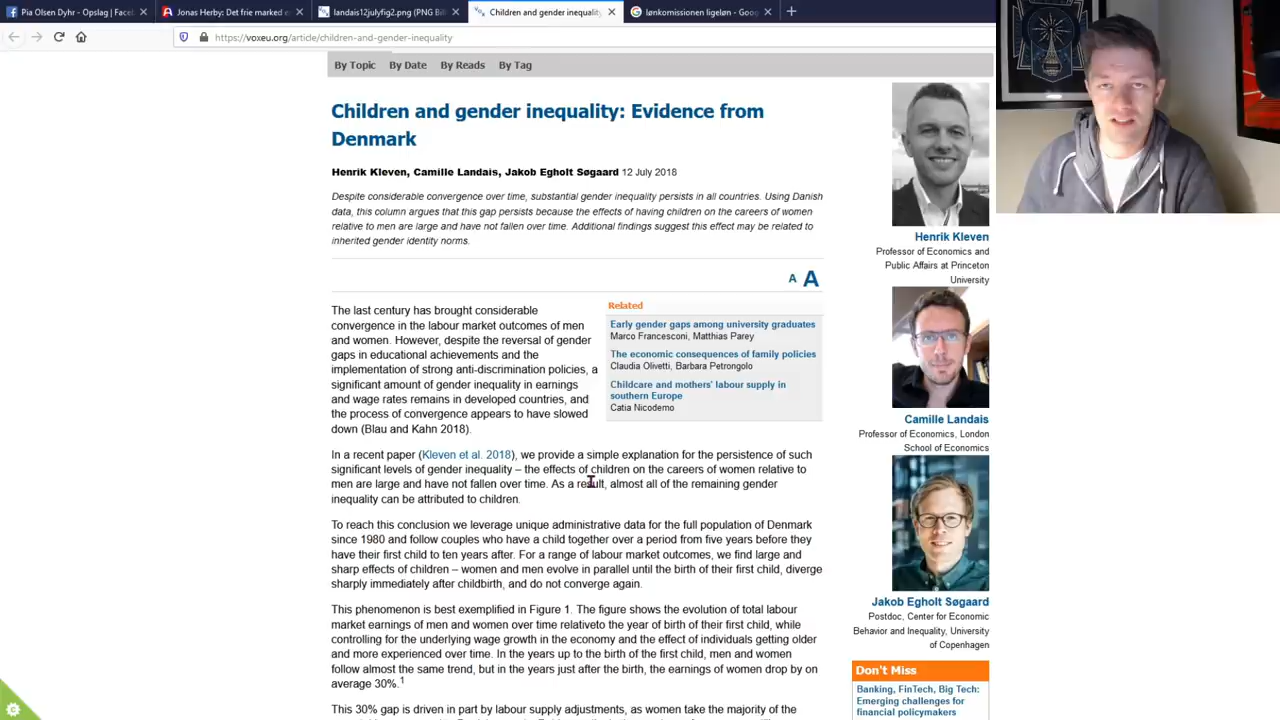 Pia Olsen Dyhr - Opslag | Faceb
Jonas Herby: Det frie marked e
landais12julyfig2.png (PNG Bil
Children and gender inequality
lønkomissionen ligeløn - Goog
https://voxeu.org/article/children-and-gender-inequality
By Topic By Date By Reads By Tag
Children and gender inequality: Evidence from
Denmark
Henrik Kleven, Camille Landais, Jakob Egholt Søgaard 12 July 2018
Despite considerable convergence over time, substantial gender inequality persists in all countries. Using Danish
data, this column argues that this gap persists because the effects of having children on the careers of women
relative to men are large and have not fallen over time. Additional findings suggest this effect may be related to
inherited gender identity norms.
A A
The last century has brought considerable
convergence in the labour market outcomes of men
and women. However, despite the reversal of gender
gaps in educational achievements and the
implementation of strong anti-discrimination policies, a
significant amount of gender inequality in earnings
and wage rates remains in developed countries, and
the process of convergence appears to have slowed
down (Blau and Kahn 2018).
Related
Early gender gaps among university graduates
Marco Francesconi, Matthias Parey
The economic consequences of family policies
Claudia Olivetti, Barbara Petrongolo
Childcare and mothers' labour supply in
southern Europe
Catia Nicodemo
In a recent paper (Kleven et al. 2018), we provide a simple explanation for the persistence of such
significant levels of gender inequality – the effects of children on the careers of women relative to
men are large and have not fallen over time. As a result, almost all of the remaining gender
inequality can be attributed to children.
To reach this conclusion we leverage unique administrative data for the full population of Denmark
since 1980 and follow couples who have a child together over a period from five years before they
have their first child to ten years after. For a range of labour market outcomes, we find large and
sharp effects of children – women and men evolve in parallel until the birth of their first child, diverge
sharply immediately after childbirth, and do not converge again.
This phenomenon is best exemplified in Figure 1. The figure shows the evolution of total labour
market earnings of men and women over time relativeto the year of birth of their first child, while
controlling for the underlying wage growth in the economy and the effect of individuals getting older
and more experienced over time. In the years up to the birth of the first child, men and women
follow almost the same trend, but in the years just after the birth, the earnings of women drop by on
average 30%.1
This 30% gap is driven in part by labour supply adjustments, as women take the majority of the
Henrik Kleven
Professor of Economics and
Public Affairs at Princeton
University
Camille Landais
Professor of Economics, London
School of Economics
Jakob Egholt Søgaard
Postdoc, Center for Economic
Behavior and Inequality, University
of Copenhagen
Don't Miss
Banking, FinTech, Big Tech:
Emerging challenges for
financial policymakers